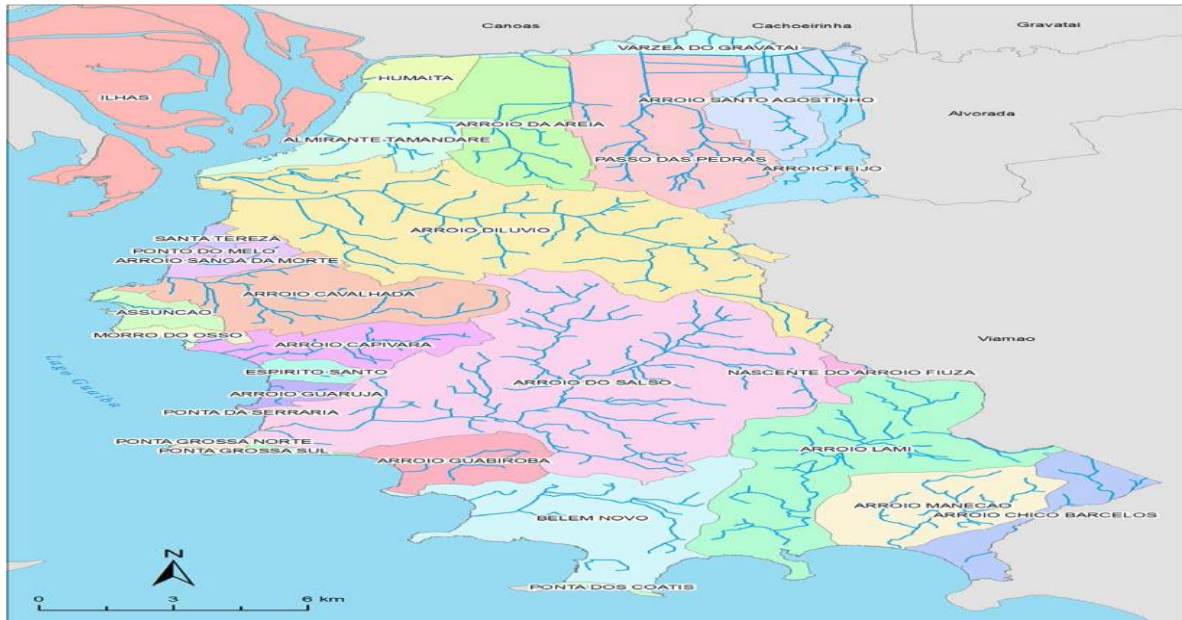 Canoas
Cachoeirinha
Gravatai
VARZEA DO GRAVATAI
HUMAITA
ILHAS
ARROIO SANTO AGOSTINHO
Alvorada
ARROIO DA AREIA
ALMIRANTE TAMANDARE
PASSO DAS PEDRAS
ARROIO FEIJO
ARROIO DILUVIO
SANTA TEREZA
PONTO DO MELO
ARROIO SANGA DA MORTE
ARROIO CAVALHADA
ASSUNCAO
MORRO DO OSSO
ARROIO CAPIVARA
Viamao
Lago Guaiba
ESPIRITO SANTO
ARROIO DO SALSO
NASCENTE DO ARROIO FIUZA
ARROIO GUARUJA
PONTA DA SERRARIA
PONTA GROSSA NORTE
PONTA GROSSA SUL
ARROIO GUABIROBA
ARROIO LAMI
ARROIO MANECAO
ARROIO CHICO BARCELOS
BELEM NOVO
PONTA DOS COATIS
N
0 3 6 km